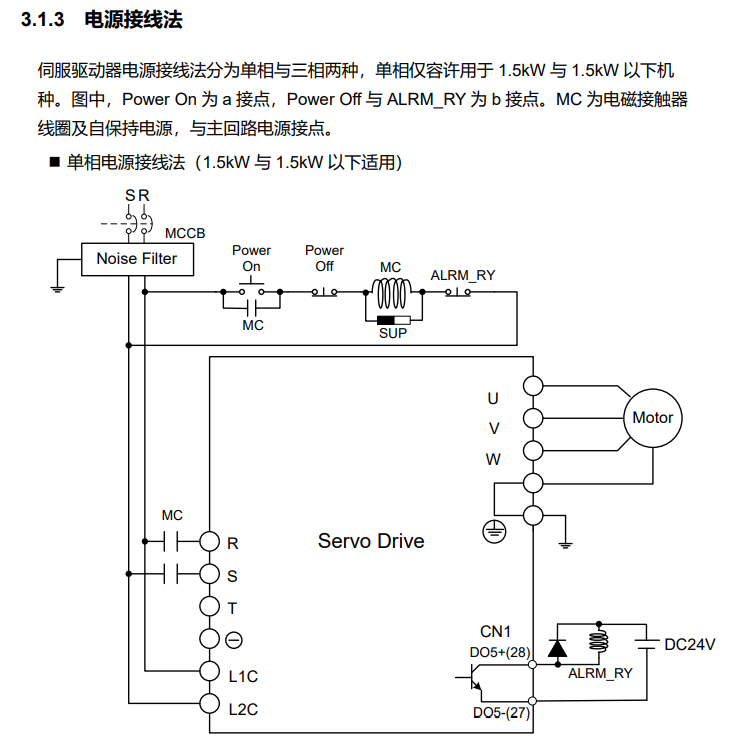 3.1.3 电源接线法
伺服驱动器电源接线法分为单相与三相两种，单相仅容许用于 1.5kW 与 1.5kW 以下机
种。图中，Power On 为 a 接点，Power Off 与 ALRM_RY 为 b 接点。MC 为电磁接触器
线圈及自保持电源，与主回路电源接点。
■ 单相电源接线法（1.5kW 与 1.5kW 以下适用）
S R
MCCB
Noise Filter
Power
On
Power
Off
MC
ALRM_RY
MC
SUP
U
V
W
Motor
MC
R
S
T
L1C
L2C
Servo Drive
CN1
DO5+(28)
DO5-(27)
ALRM_RY
DC24V